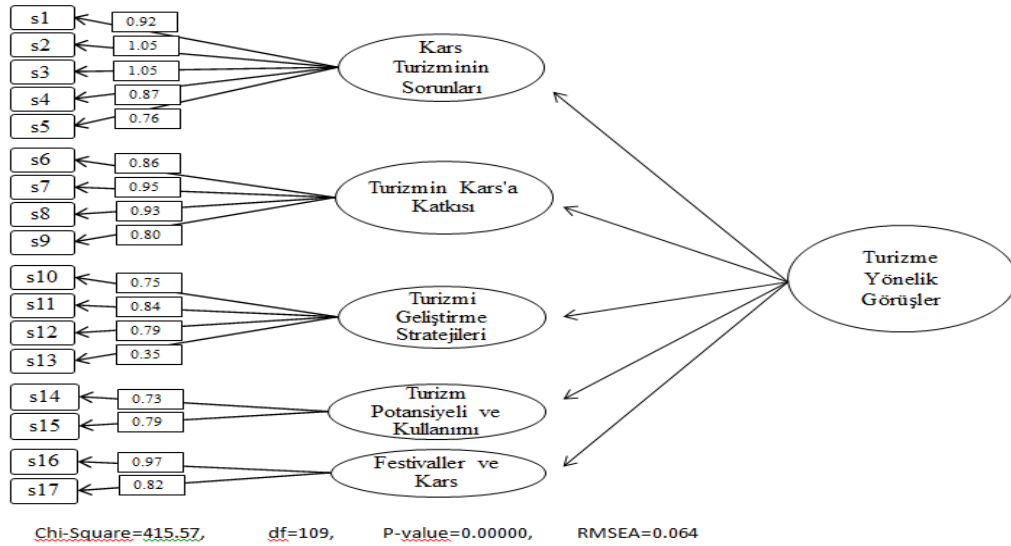 s1
0.92
s2
1.05
s3
1.05
s4
0.87
s5
0.76
Kars
Turizminin
Sorunları
s6
0.86
s7
0.95
s8
0.93
s9
0.80
Turizmin Kars'a
Katkısı
s10
0.75
s11
0.84
s12
0.79
s13
0.35
Turizmi
Geliştirme
Stratejileri
s14
0.73
s15
0.79
Turizm
Potansiyeli ve
Kullanımı
s16
0.97
s17
0.82
Festivaller ve
Kars
Turizme
Yönelik
Görüşler
Chi-Square=415.57, df=109, P-value=0.00000, RMSEA=0.064